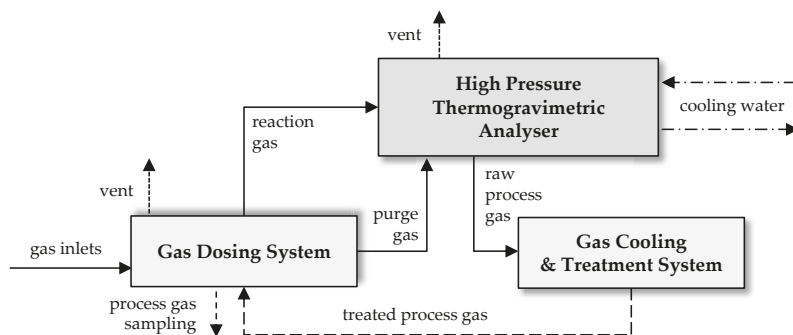 vent
High Pressure
Thermogravimetric
Analyser
cooling water
reaction
gas
vent
raw
process
gas
purge
gas
gas inlets
Gas Dosing System
Gas Cooling
& Treatment System
process gas
sampling
treated process gas